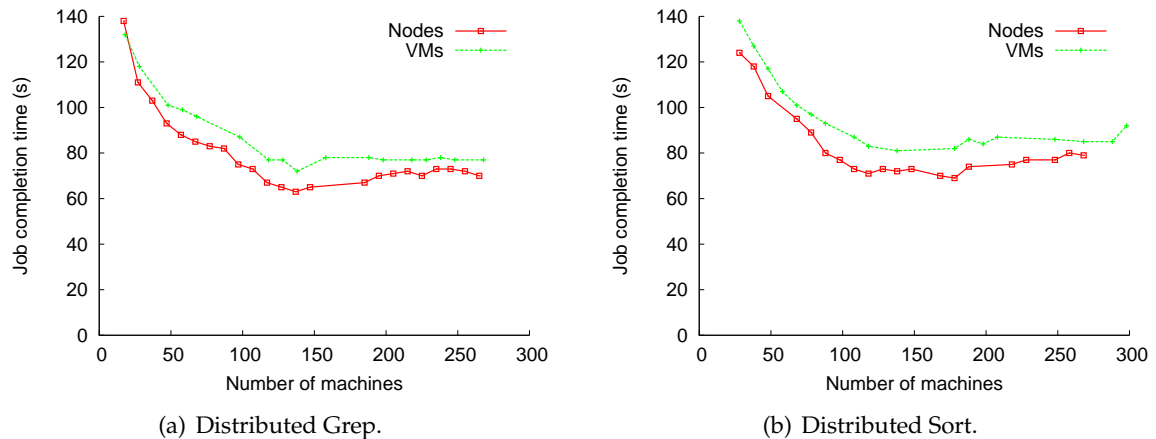 140
120
100
80
60
40
20
0
Job completion time (s)
Nodes
VMs
0 50 100 150 200 250 300
Number of machines
(a) Distributed Grep.
140
120
100
80
60
40
20
0
Job completion time (s)
Nodes
VMs
0 50 100 150 200 250 300
Number of machines
(b) Distributed Sort.